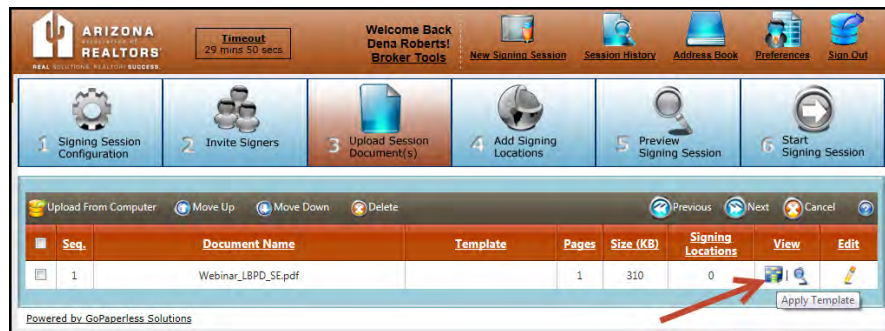 ARIZONA
association of
REALTORS®
REAL SOLUTIONS. REALTOR® SUCCESS.
Timeout
29 mins 50 secs
Welcome Back
Dena Roberts!
Broker Tools
New Signing Session
Session History
Address Book
Preferences
Sign Out
1 Signing Session Configuration
2 Invite Signers
3 Upload Session Document(s)
4 Add Signing Locations
5 Preview Signing Session
6 Start Signing Session
Upload From Computer Move Up Move Down Delete Previous Next Cancel ?
Seq. Document Name Template Pages Size (KB) Signing Locations View Edit
1 Webinar_LBPD_SE.pdf 1 310 0 |
Apply Template
Powered by GoPaperless Solutions